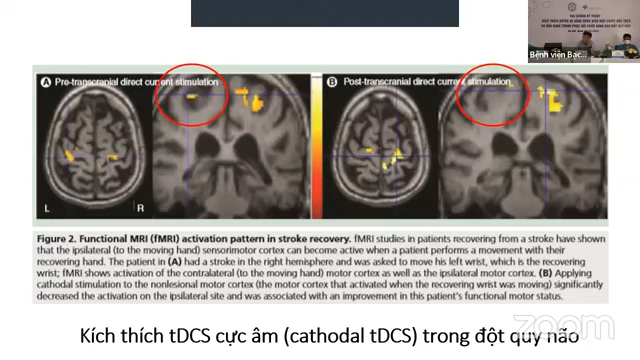 A Pre-transcranial direct current stimulation
B Post-transcranial direct current stimulation
L R
Bệnh viện Bạc...
Figure 2. Functional MRI (fMRI) activation pattern in stroke recovery. fMRI studies in patients recovering from a stroke have shown
that the ipsilateral (to the moving hand) sensorimotor cortex can become active when a patient performs a movement with their
recovering hand. The patient in (A) had a stroke in the right hemisphere and was asked to move his left wrist, which is the recovering
wrist; fMRI shows activation of the contralateral (to the moving hand) motor cortex as well as the ipsilateral motor cortex. (B) Applying
cathodal stimulation to the nonlesional motor cortex (the motor cortex that activated when the recovering wrist was moving) significantly
decreased the activation on the ipsilateral site and was associated with an improvement in this patient's functional motor status.
Kích thích tDCS cực âm (cathodal tDCS) trong đột quỵ não
zoom